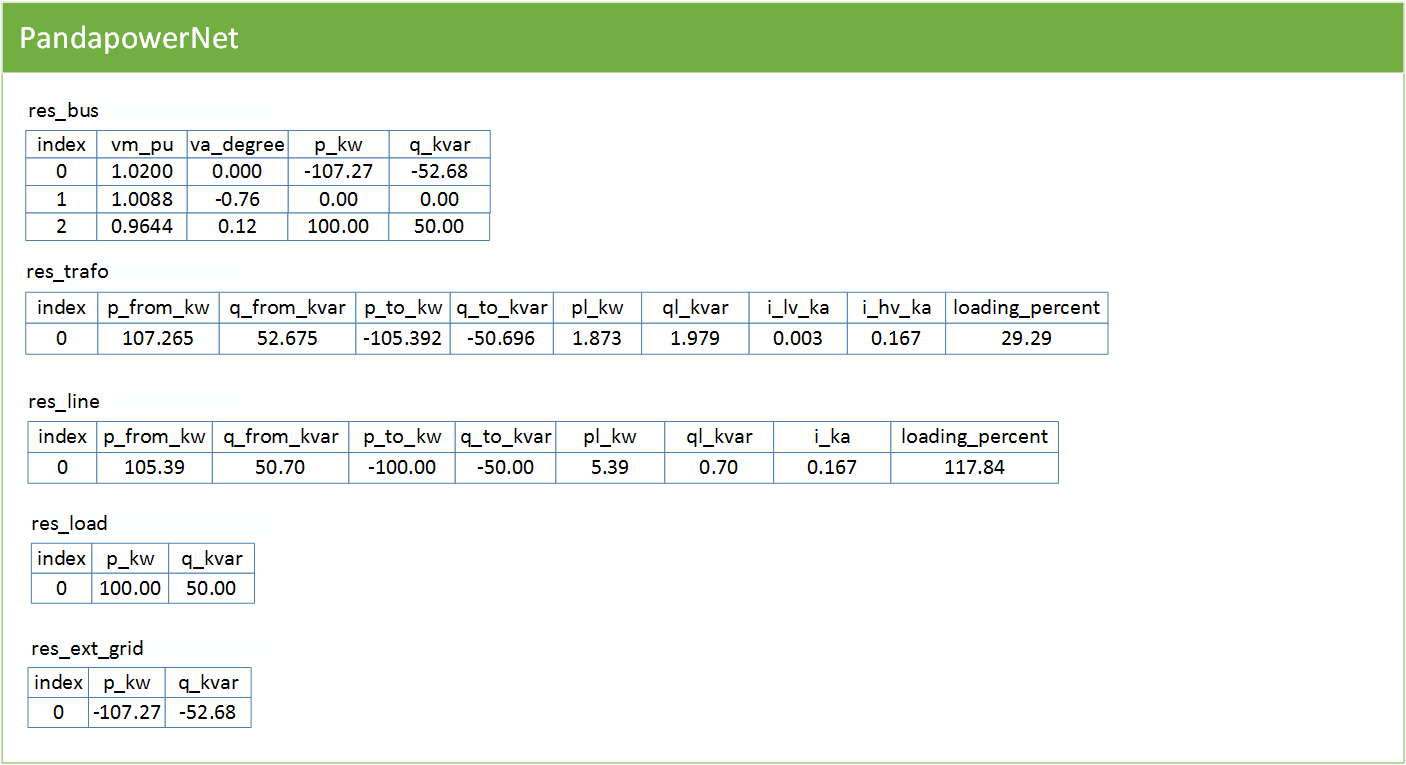 PandapowerNet
res_bus
index vm_pu va_degree p_kw q_kvar
0 1.0200 0.000 -107.27 -52.68
1 1.0088 -0.76 0.00 0.00
2 0.9644 0.12 100.00 50.00
res_trafo
index p_from_kw q_from_kvar p_to_kw q_to_kvar pl_kw ql_kvar i_lv_ka i_hv_ka loading_percent
0 107.265 52.675 -105.392 -50.696 1.873 1.979 0.003 0.167 29.29
res_line
index p_from_kw q_from_kvar p_to_kw q_to_kvar pl_kw ql_kvar i_ka loading_percent
0 105.39 50.70 -100.00 -50.00 5.39 0.70 0.167 117.84
res_load
index p_kw q_kvar
0 100.00 50.00
res_ext_grid
index p_kw q_kvar
0 -107.27 -52.68